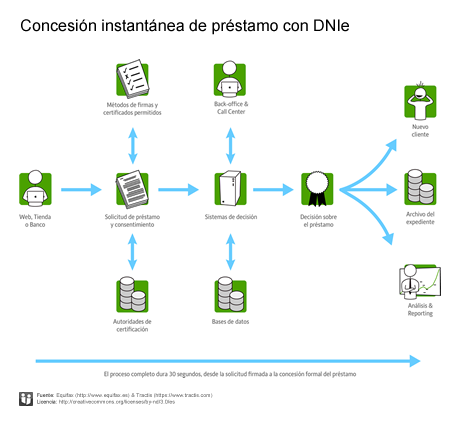 Concesión instantánea de préstamo con DNIe
Métodos de firmas y
certificados permitidos
Back-office &
Call Center
Nuevo
cliente
Web, Tienda
o Banco
Solicitud de préstamo
y consentimiento
Sistemas de decisión
Decisión sobre
el préstamo
Archivo del
expediente
Autoridades de
certificación
Bases de datos
Análisis &
Reporting
El proceso completo dura 30 segundos, desde la solicitud firmada a la concesión formal del préstamo
Fuente: Equifax (http://www.equifax.es) & Tractis (https://www.tractis.com)
Licencia: http://creativecommons.org/licenses/by-nd/3.0/es